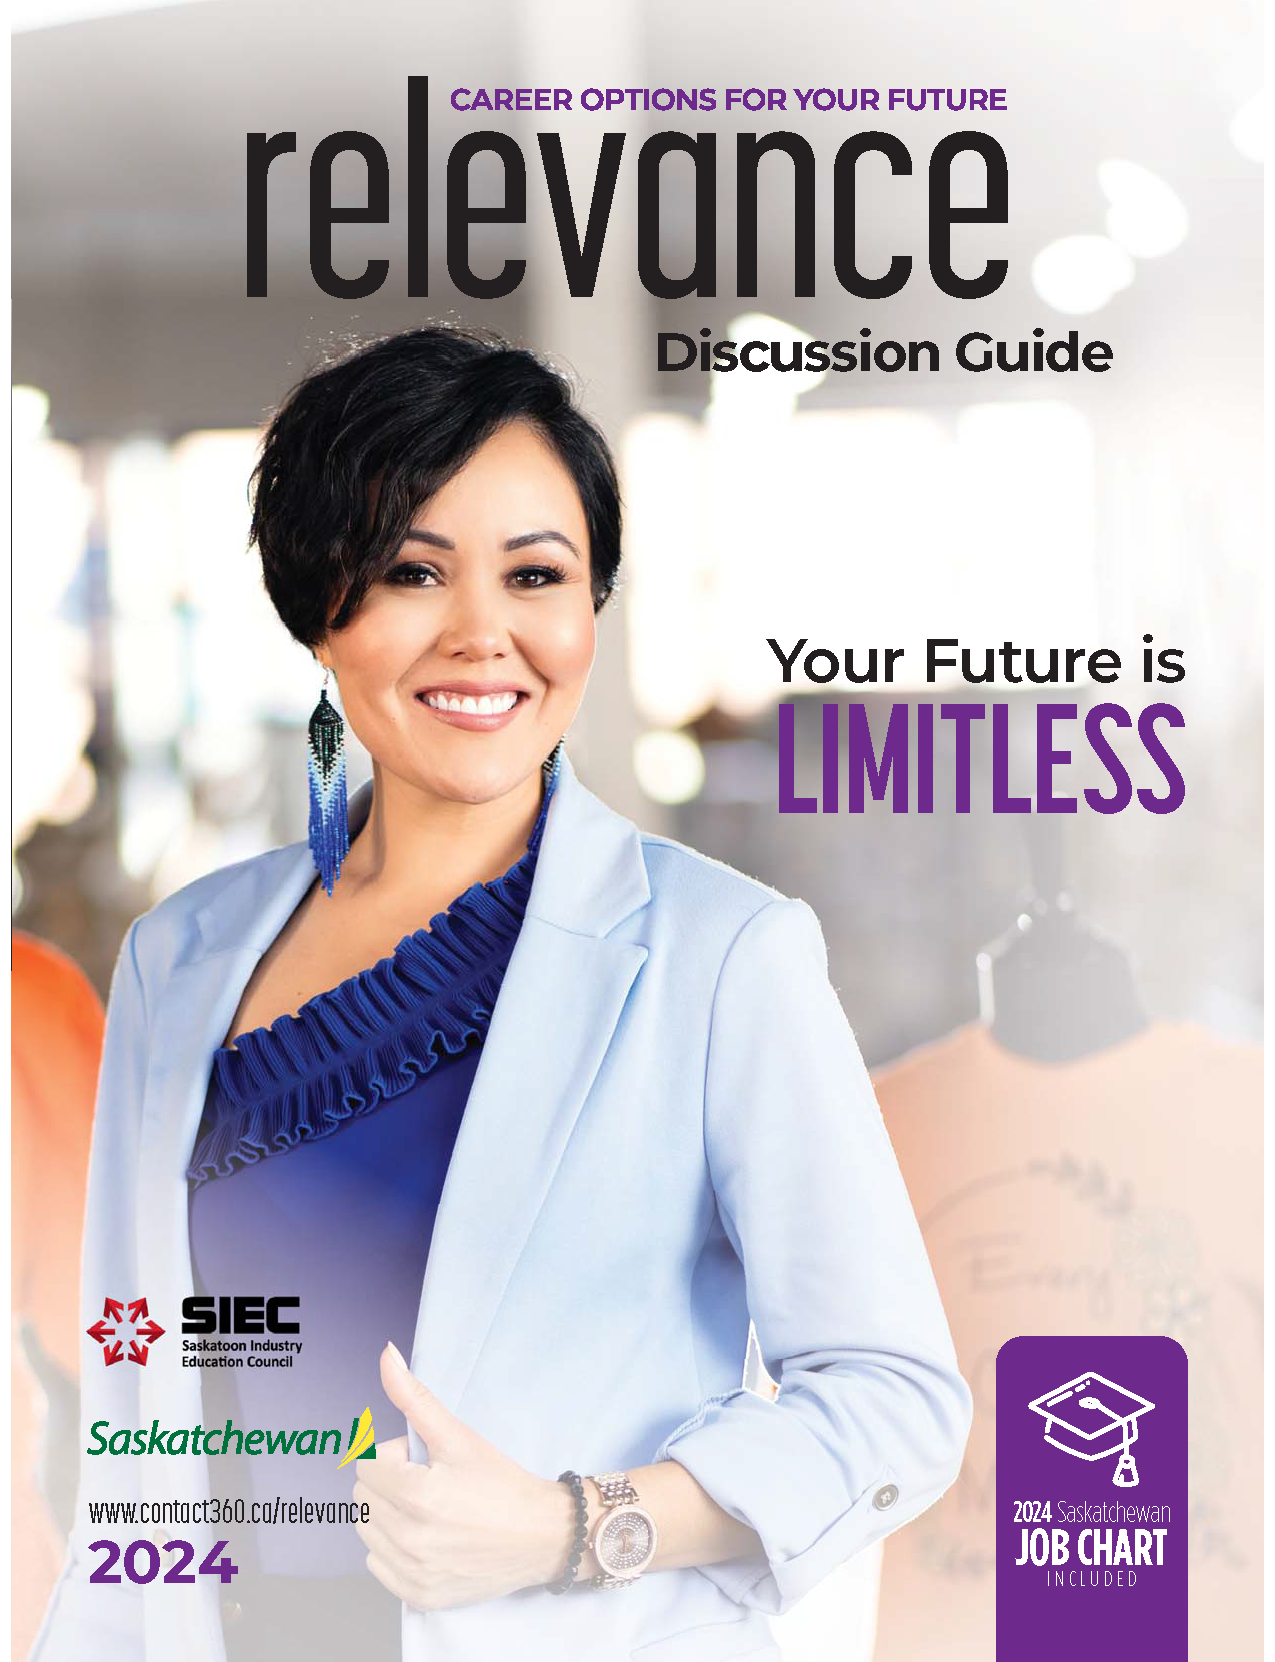 CAREER OPTIONS FOR YOUR FUTURE
relevance
Discussion Guide
Your Future is
LIMITLESS
Every
SIEC
Saskatoon Industry
Education Council
Saskatchewan
www.contact360.ca/relevance
2024
2024 Saskatchewan
JOB CHART
INCLUDED